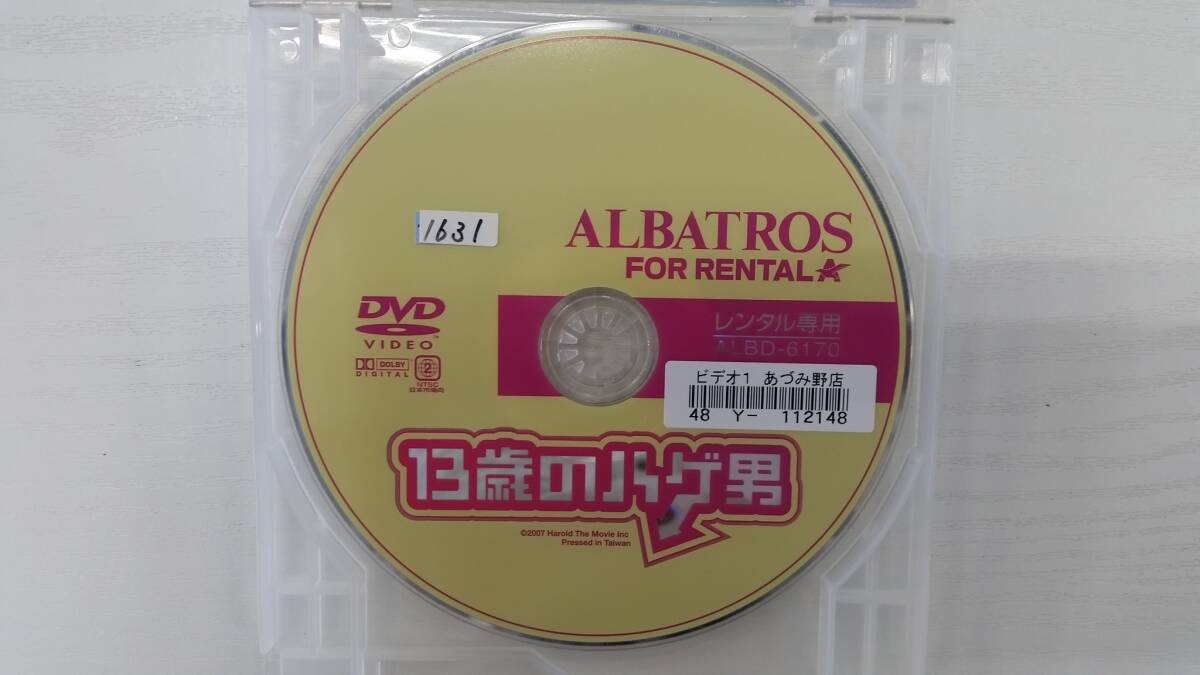 1631
ALBATROS
FOR RENTAL
DVD
VIDEO
DOLBY
DIGITAL
2
NTSC
日本市場向
レンタル専用
ALBD-6170
ビデオ1 あづみ野店
48 Y- 112148
13歳のハゲ男
©2007 Harold The Movie Inc
Pressed in Taiwan